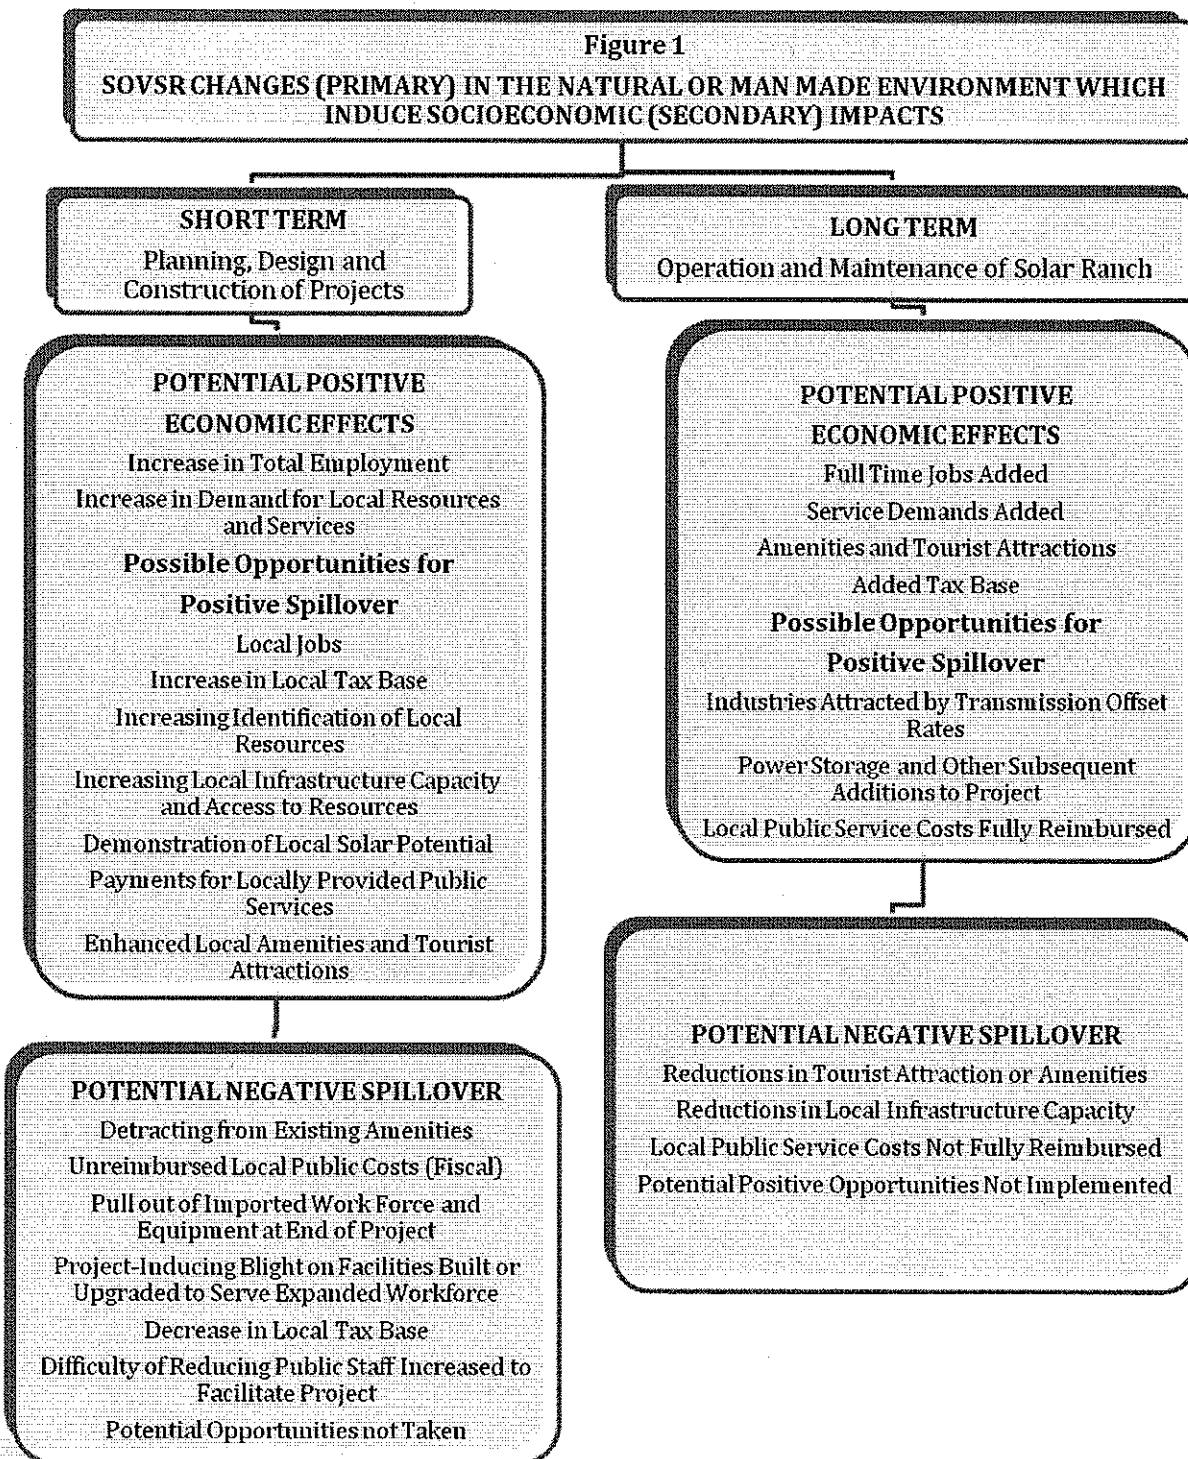 Figure 1
SOVSR CHANGES (PRIMARY) IN THE NATURAL OR MAN MADE ENVIRONMENT WHICH
INDUCE SOCIOECONOMIC (SECONDARY) IMPACTS
SHORT TERM
Planning, Design and
Construction of Projects
POTENTIAL POSITIVE
ECONOMIC EFFECTS
Increase in Total Employment
Increase in Demand for Local Resources
and Services
Possible Opportunities for
Positive Spillover
Local Jobs
Increase in Local Tax Base
Increasing Identification of Local
Resources
Increasing Local Infrastructure Capacity
and Access to Resources
Demonstration of Local Solar Potential
Payments for Locally Provided Public
Services
Enhanced Local Amenities and Tourist
Attractions
POTENTIAL NEGATIVE SPILLOVER
Detracting from Existing Amenities
Unreimbursed Local Public Costs (Fiscal)
Pull out of Imported Work Force and
Equipment at End of Project
Project-Inducing Blight on Facilities Built or
Upgraded to Serve Expanded Workforce
Decrease in Local Tax Base
Difficulty of Reducing Public Staff Increased to
Facilitate Project
Potential Opportunities not Taken
LONG TERM
Operation and Maintenance of Solar Ranch
POTENTIAL POSITIVE
ECONOMIC EFFECTS
Full Time Jobs Added
Service Demands Added
Amenities and Tourist Attractions
Added Tax Base
Possible Opportunities for
Positive Spillover
Industries Attracted by Transmission Offset
Rates
Power Storage and Other Subsequent
Additions to Project
Local Public Service Costs Fully Reimbursed
POTENTIAL NEGATIVE SPILLOVER
Reductions in Tourist Attraction or Amenities
Reductions in Local Infrastructure Capacity
Local Public Service Costs Not Fully Reimbursed
Potential Positive Opportunities Not Implemented